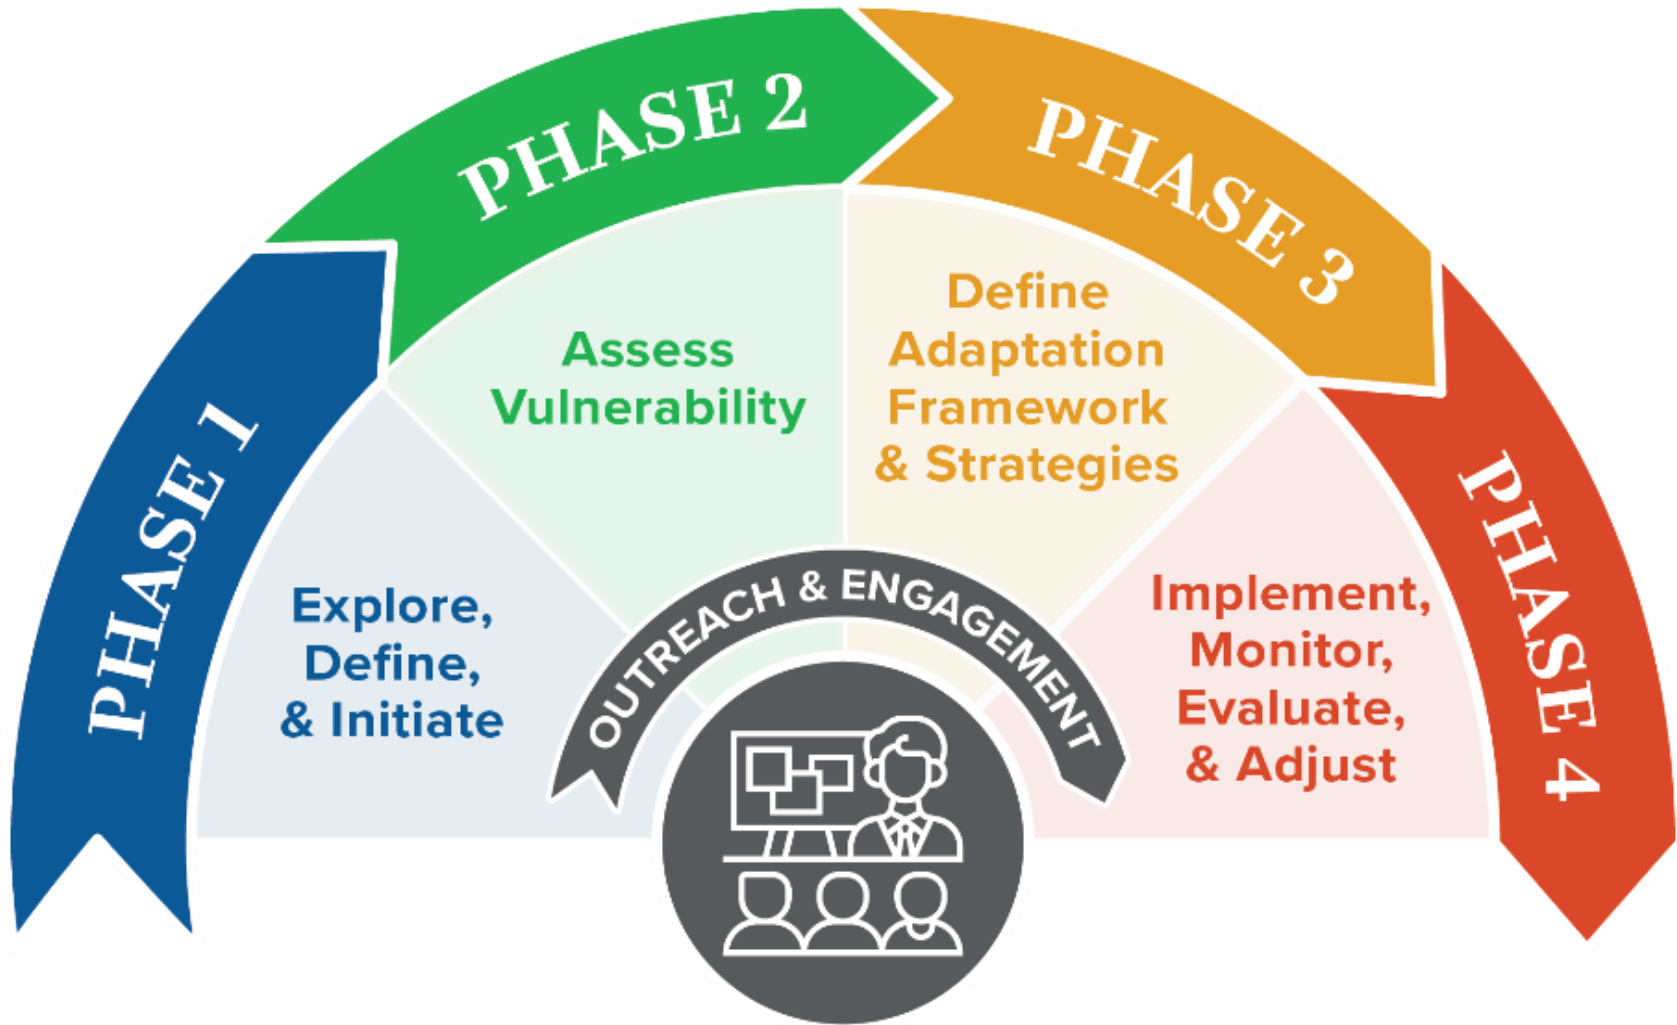 PHASE 1
Explore,
Define,
& Initiate
PHASE 2
Assess
Vulnerability
PHASE 3
Define
Adaptation
Framework
& Strategies
PHASE 4
Implement,
Monitor,
Evaluate,
& Adjust
OUTREACH & ENGAGEMENT